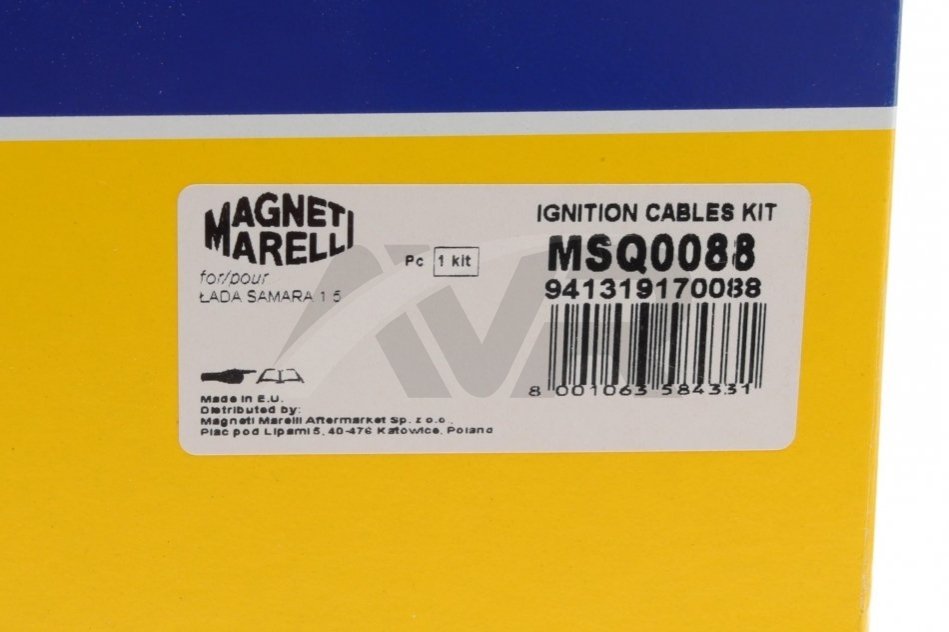 MAGNETI
MARELLI
for/pour
ŁADA SAMARA 1.5
Pc 1 kit
IGNITION CABLES KIT
MSQ0088
941319170088
8 001063 584331
Made in E.U.
Distributed by:
Magneti Marelli Aftermarket Sp. z o.o.,
Plac pod Lipami 5, 40-476 Katowice, Poland